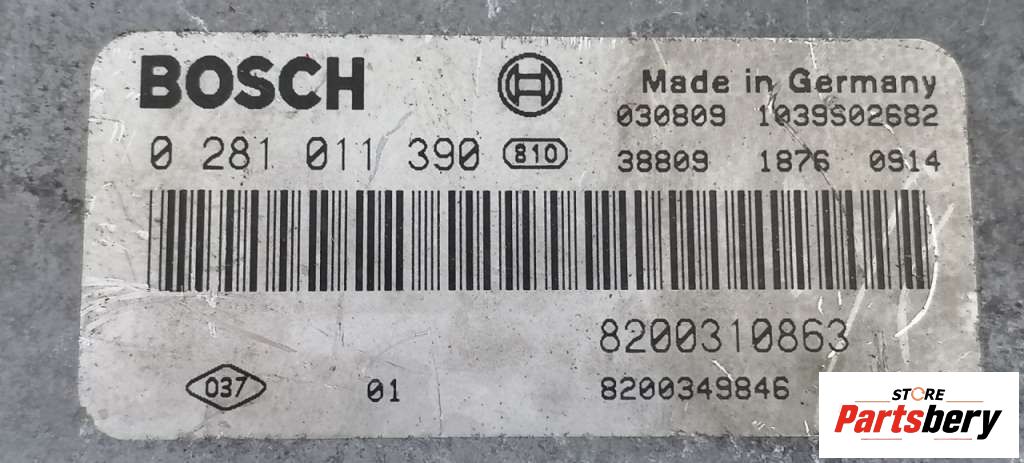 BOSCH
Made in Germany
030809 1039S02682
0 281 011 390 810
38809 1876 0914
8200310863
037 01 8200349846
STORE
Partsbery